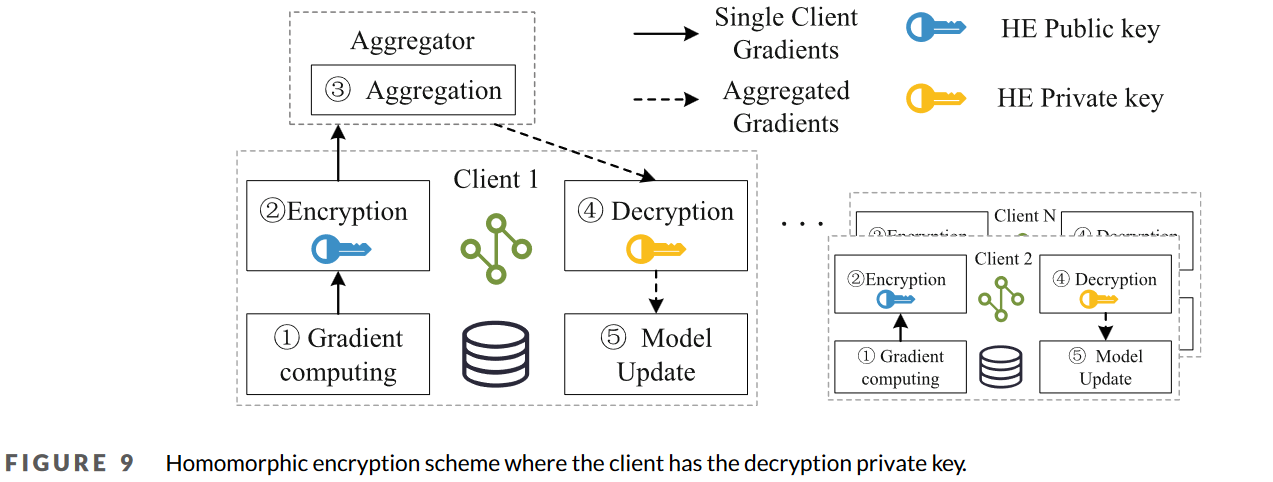 Aggregator
③ Aggregation
Single Client
Gradients
HE Public key
Aggregated
Gradients
HE Private key
Client 1
②Encryption
④ Decryption
① Gradient
computing
⑤ Model
Update
. . .
Client N
②Encryption
④ Decryption
Client 2
②Encryption
④ Decryption
① Gradient
computing
⑤ Model
Update
FIGURE 9 Homomorphic encryption scheme where the client has the decryption private key.